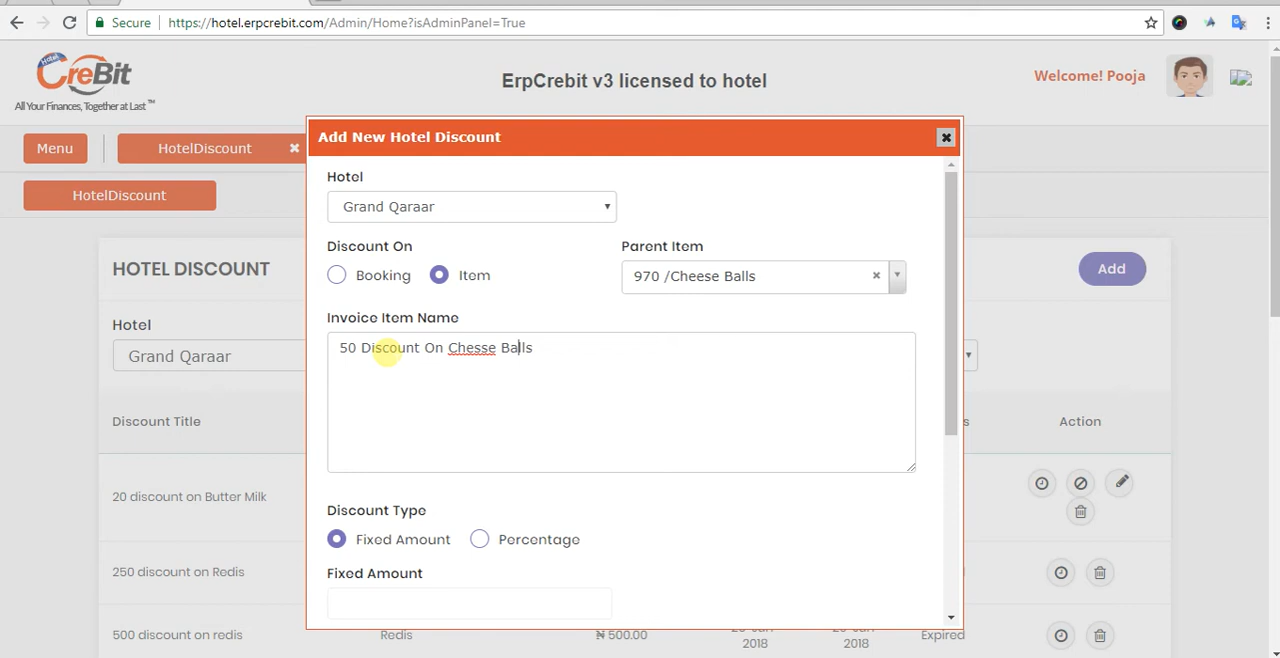 Secure
https://hotel.erpcrebit.com/Admin/Home?isAdminPanel=True
Hotel
CreBit
All Your Finances, Together at Last ™
ErpCrebit v3 licensed to hotel
Welcome! Pooja
Menu
HotelDiscount
HotelDiscount
HOTEL DISCOUNT
Add
Hotel
Grand Qaraar
Discount Title
Action
20 discount on Butter Milk
250 discount on Redis
500 discount on redis
Redis
₦ 500.00
2018
2018
Expired
Add New Hotel Discount
Hotel
Grand Qaraar
Discount On
Booking
Item
Parent Item
970 /Cheese Balls
Invoice Item Name
50 Discount On Chesse Balls
Discount Type
Fixed Amount
Percentage
Fixed Amount